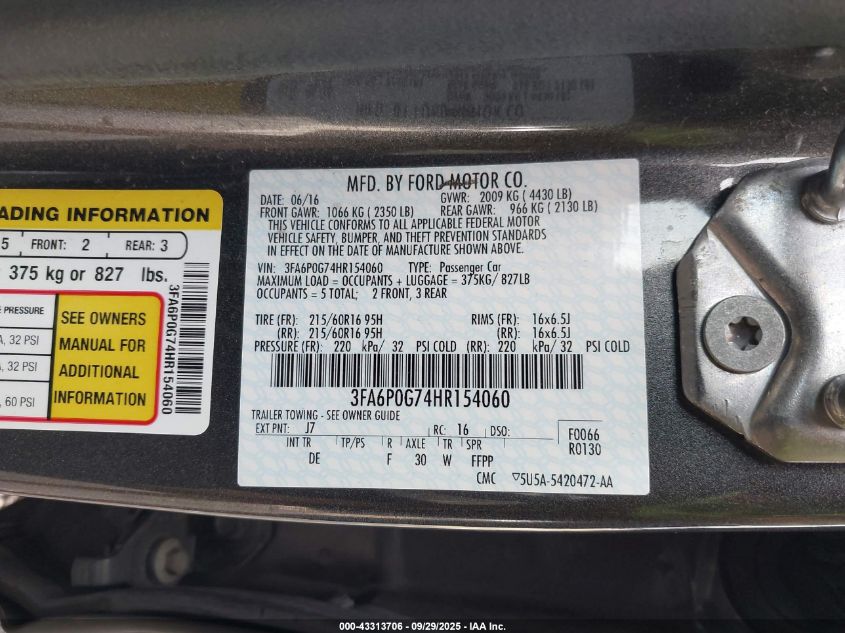 MFD. BY FORD MOTOR CO.
DATE: 06/16 GVWR: 2009 KG ( 4430 LB)
FRONT GAWR: 1066 KG ( 2350 LB) REAR GAWR: 966 KG ( 2130 LB)
THIS VEHICLE CONFORMS TO ALL APPLICABLE FEDERAL MOTOR
VEHICLE SAFETY, BUMPER, AND THEFT PREVENTION STANDARDS
IN EFFECT ON THE DATE OF MANUFACTURE SHOWN ABOVE.
VIN: 3FA6P0G74HR154060 TYPE: Passenger Car
MAXIMUM LOAD = OCCUPANTS + LUGGAGE = 375KG/ 827LB
OCCUPANTS = 5 TOTAL; 2 FRONT, 3 REAR
TIRE (FR): 215/60R16 95H RIMS (FR): 16x6.5J
(RR): 215/60R16 95H (RR): 16x6.5J
PRESSURE (FR): 220 kPa/ 32 PSI COLD (RR): 220 kPa/ 32 PSI COLD
3FA6P0G74HR154060
TRAILER TOWING - SEE OWNER GUIDE
EXT PNT: J7 RC: 16 DSO:
F0066
R0130
INT TR TP/PS R AXLE TR SPR
DE F 30 W FFPP
CMC ▽5U5A-5420472-AA
ADING INFORMATION
5 FRONT: 2 REAR: 3
375 kg or 827 lbs.
PRESSURE
, 32 PSI
, 32 PSI
, 60 PSI
SEE OWNERS
MANUAL FOR
ADDITIONAL
INFORMATION
3FA6P0G74HR154060
000-43313706 - 09/29/2025 - IAA Inc.